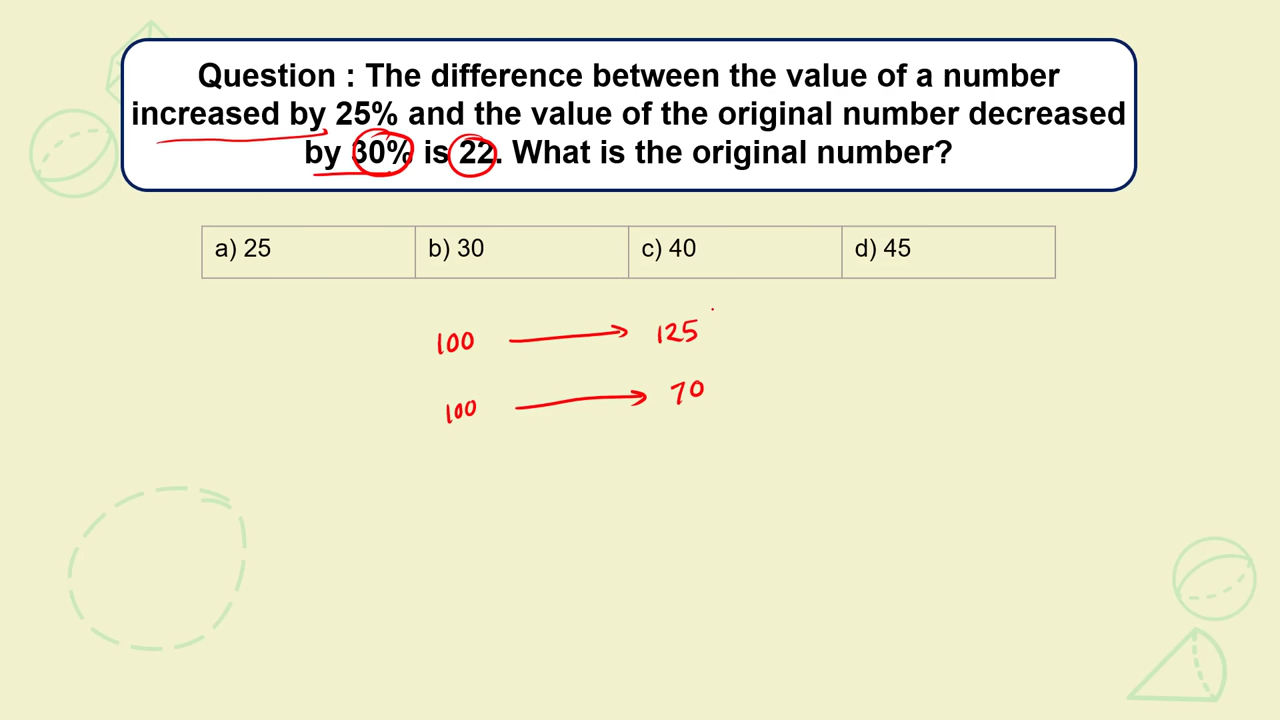 Question : The difference between the value of a number
increased by 25% and the value of the original number decreased
by 30% is 22. What is the original number?
a) 25 b) 30 c) 40 d) 45
100 → 125
100 → 70